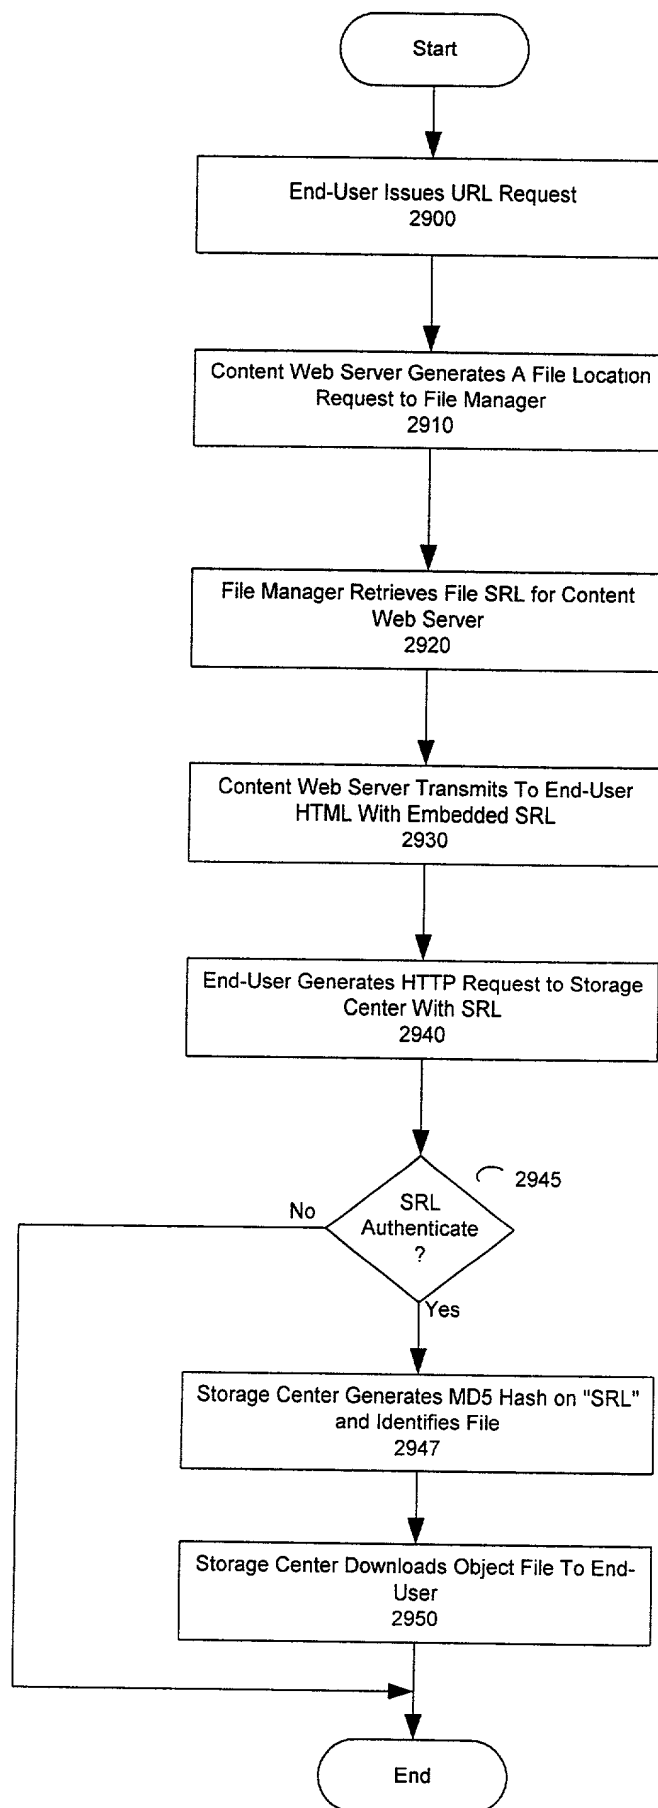 Start
End-User Issues URL Request
2900
Content Web Server Generates A File Location
Request to File Manager
2910
File Manager Retrieves File SRL for Content
Web Server
2920
Content Web Server Transmits To End-User
HTML With Embedded SRL
2930
End-User Generates HTTP Request to Storage
Center With SRL
2940
2945
No
SRL
Authenticate
?
Yes
Storage Center Generates MD5 Hash on "SRL"
and Identifies File
2947
Storage Center Downloads Object File To End-
User
2950
End